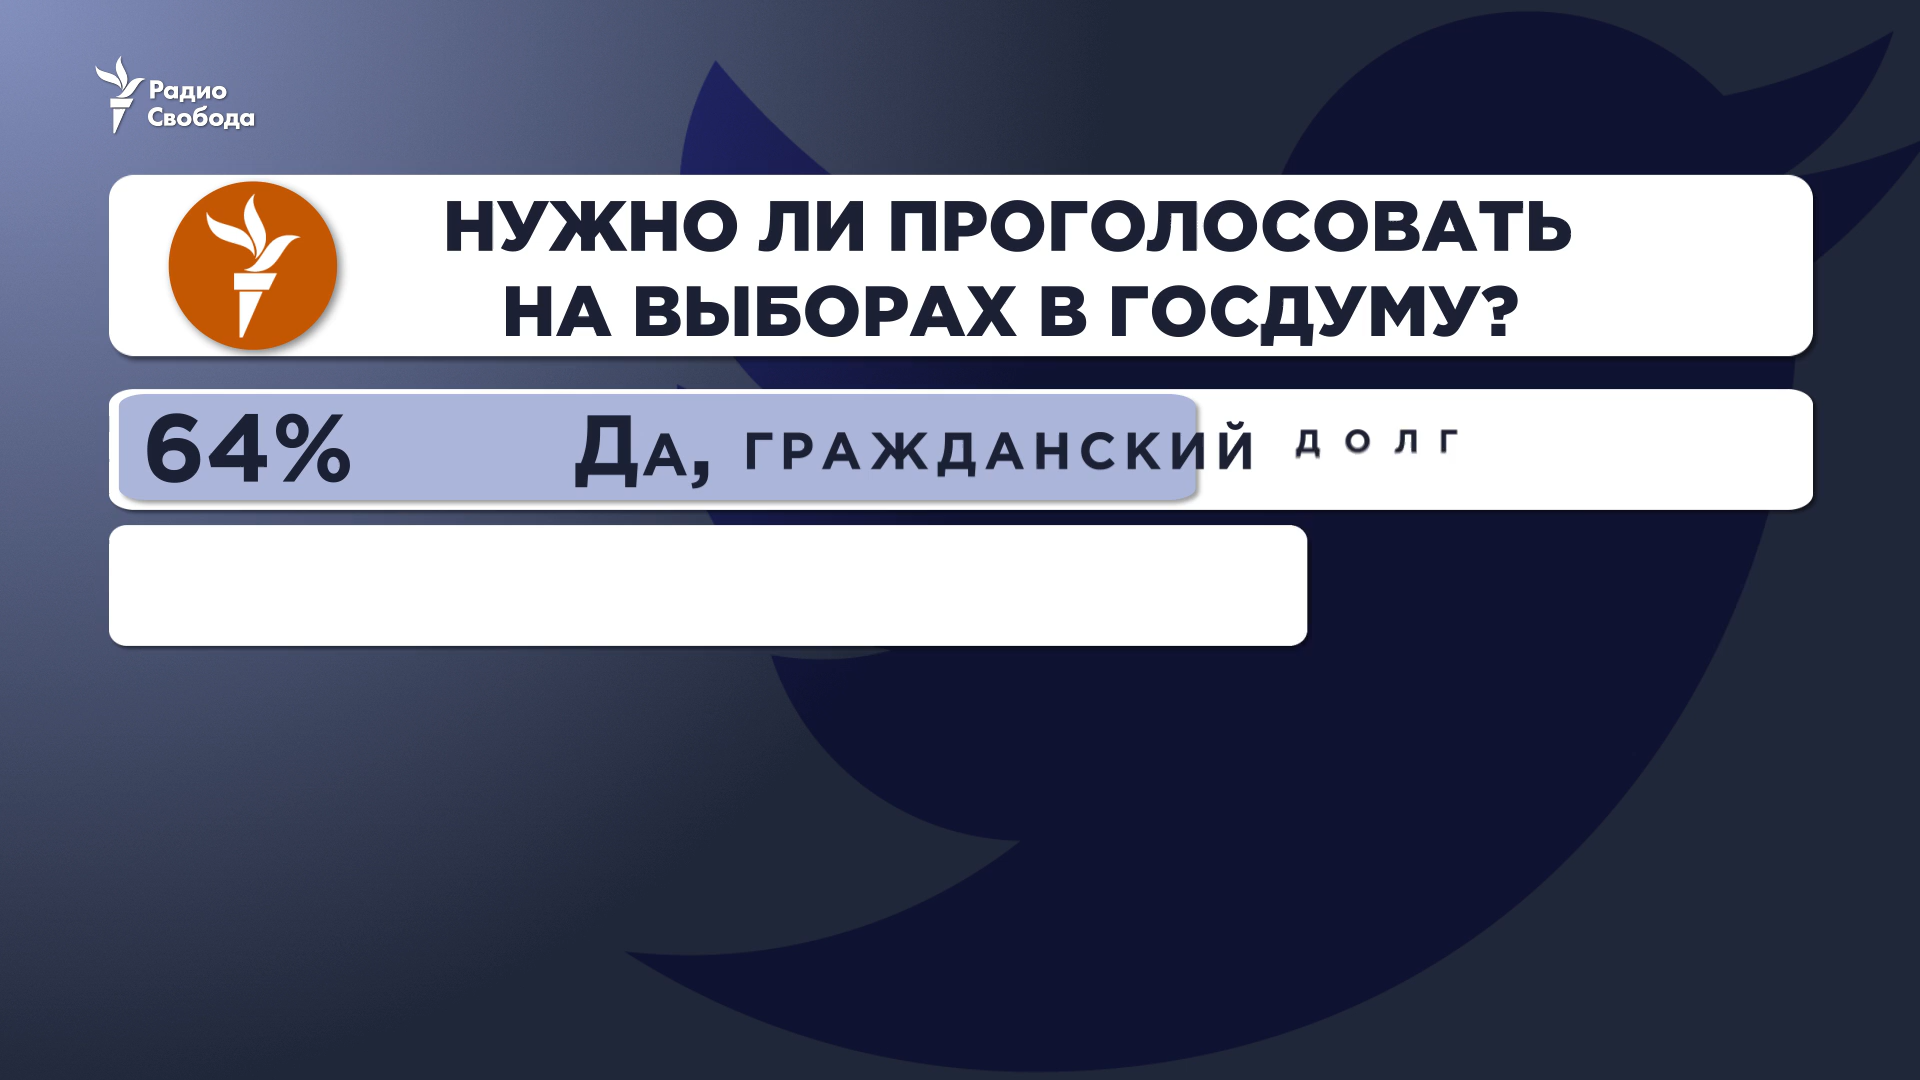 Радио
Свобода
НУЖНО ЛИ ПРОГОЛОСОВАТЬ
НА ВЫБОРАХ В ГОСДУМУ?
64% Да, гражданский долг